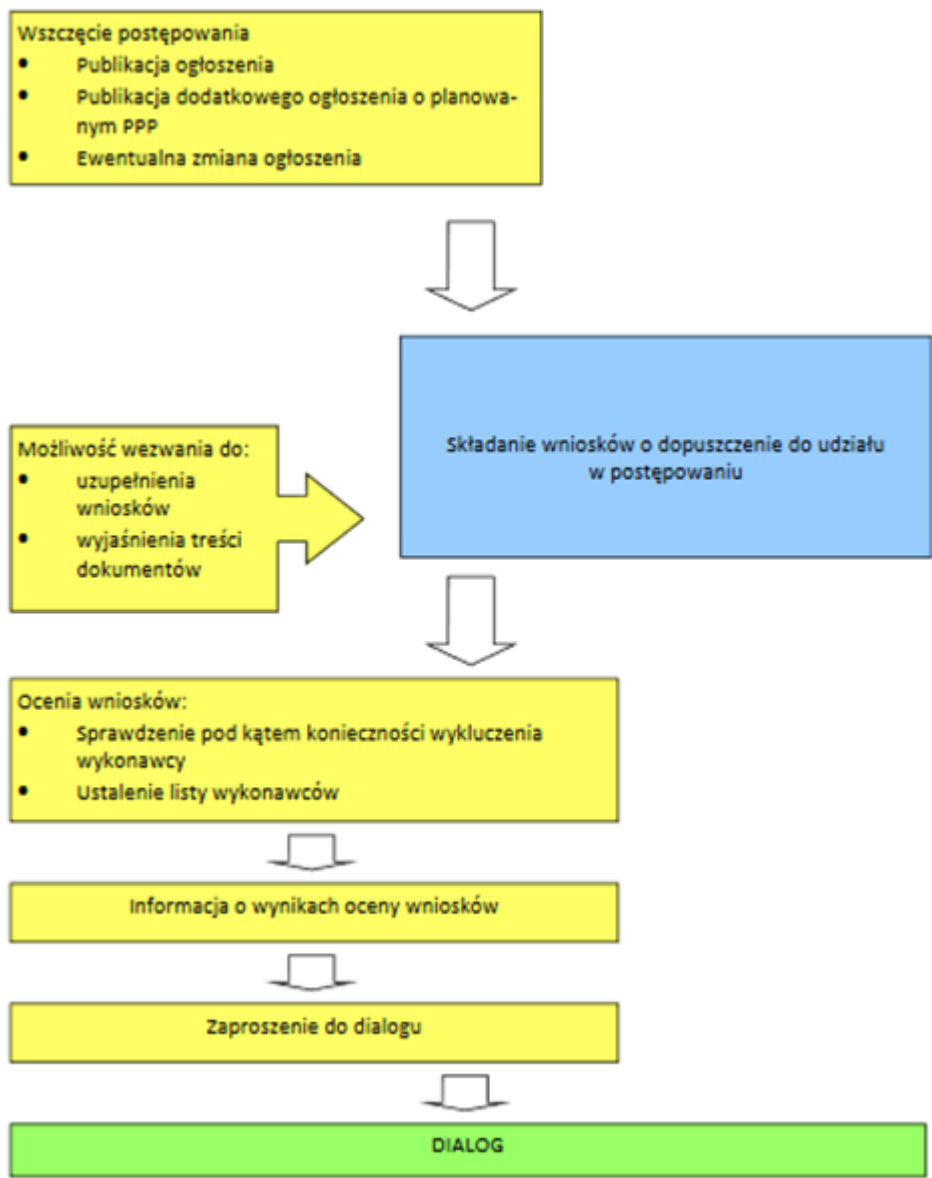 Wszczęcie postępowania
• Publikacja ogłoszenia
• Publikacja dodatkowego ogłoszenia o planowa-
nym PPP
• Ewentualna zmiana ogłoszenia
Składanie wniosków o dopuszczenie do udziału
w postępowaniu
Możliwość wezwania do:
• uzupełnienia
wniosków
• wyjaśnienia treści
dokumentów
Ocenia wniosków:
• Sprawdzenie pod kątem konieczności wykluczenia
wykonawcy
• Ustalenie listy wykonawców
Informacja o wynikach oceny wniosków
Zaproszenie do dialogu
DIALOG